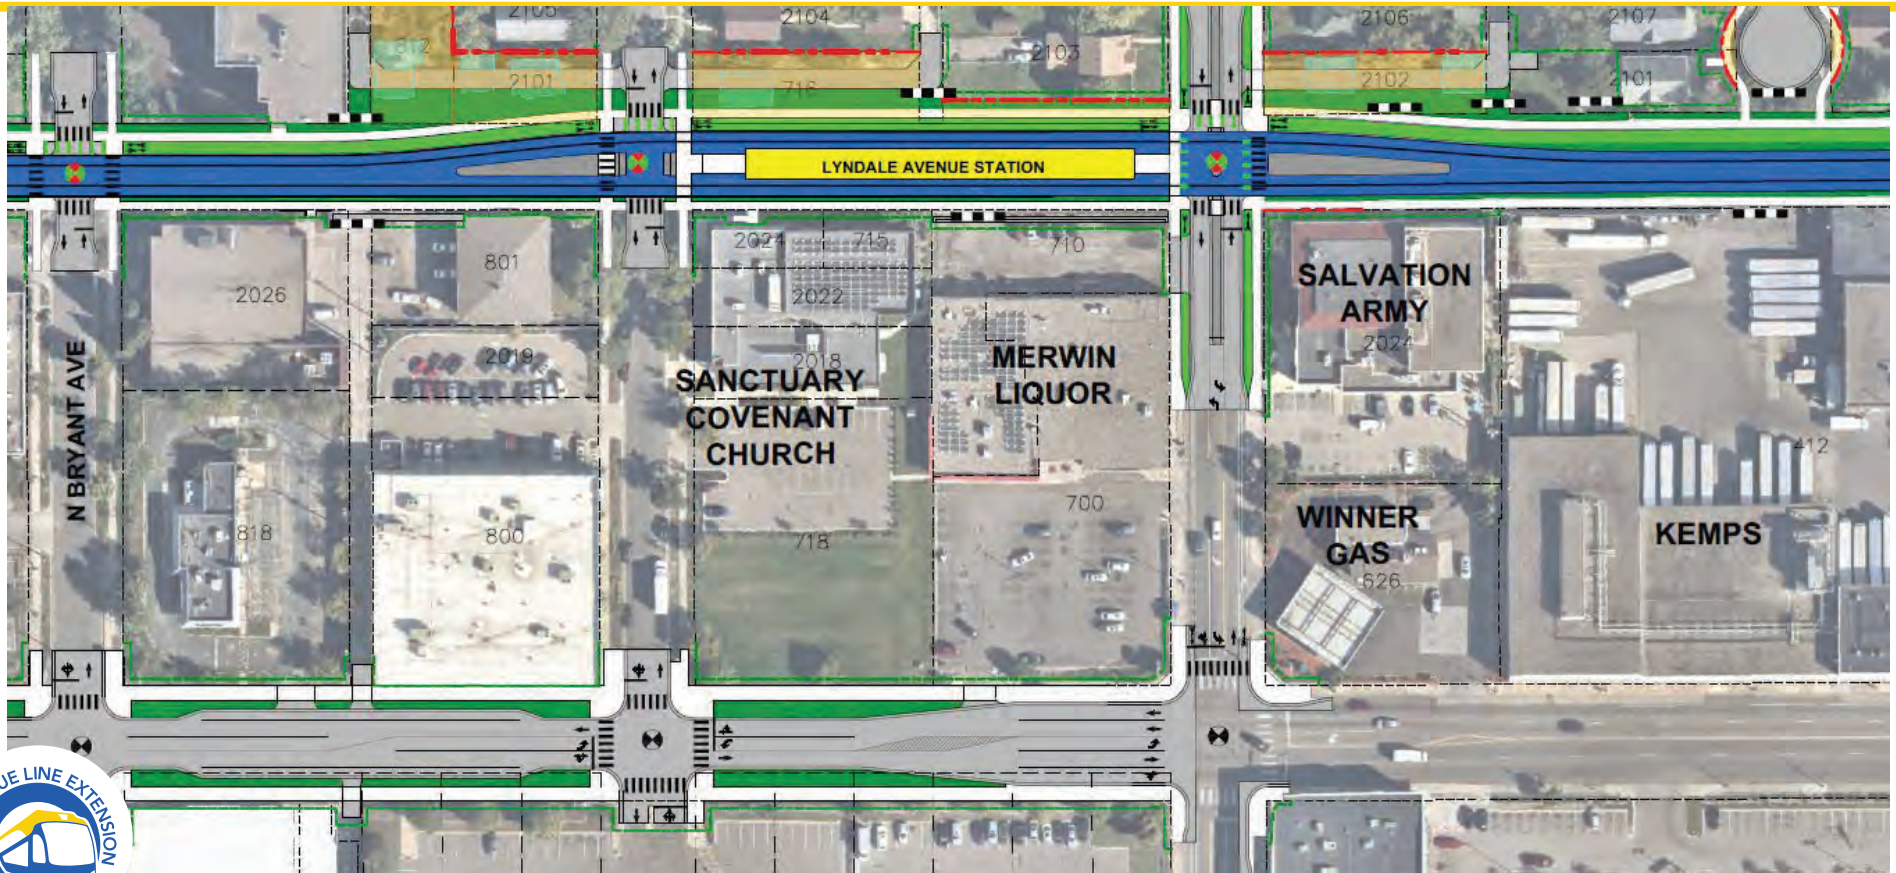 2105
2104
2106
2107
812
2103
2101
716
2102
2101
LYNDALE AVENUE STATION
2024
715
710
801
2026
2022
SALVATION
ARMY
2024
2019
2018
MERWIN
LIQUOR
SANCTUARY
COVENANT
CHURCH
N BRYANT AVE
412
700
818
800
718
WINNER
GAS
626
KEMPS
UE LINE EXTENSION